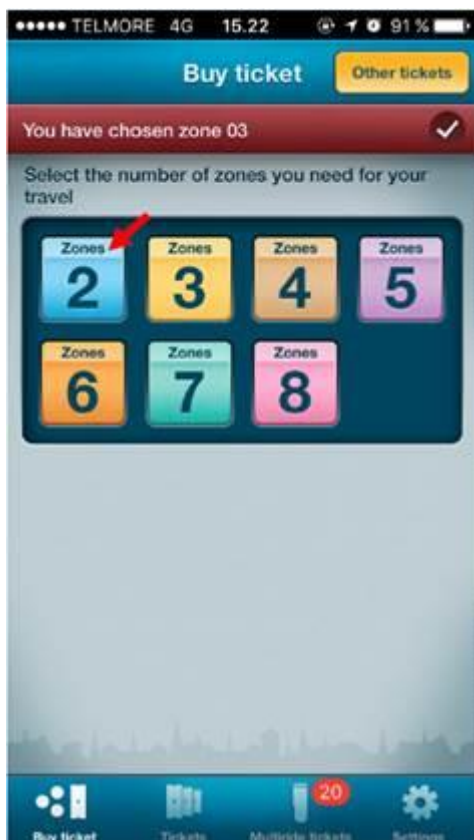 TELMORE 4G 15.22 91 %
Buy ticket Other tickets
You have chosen zone 03
Select the number of zones you need for your
travel
Zones Zones Zones Zones
2 3 4 5
Zones Zones Zones
6 7 8
20
Buy ticket Tickets Multiride tickets Settings